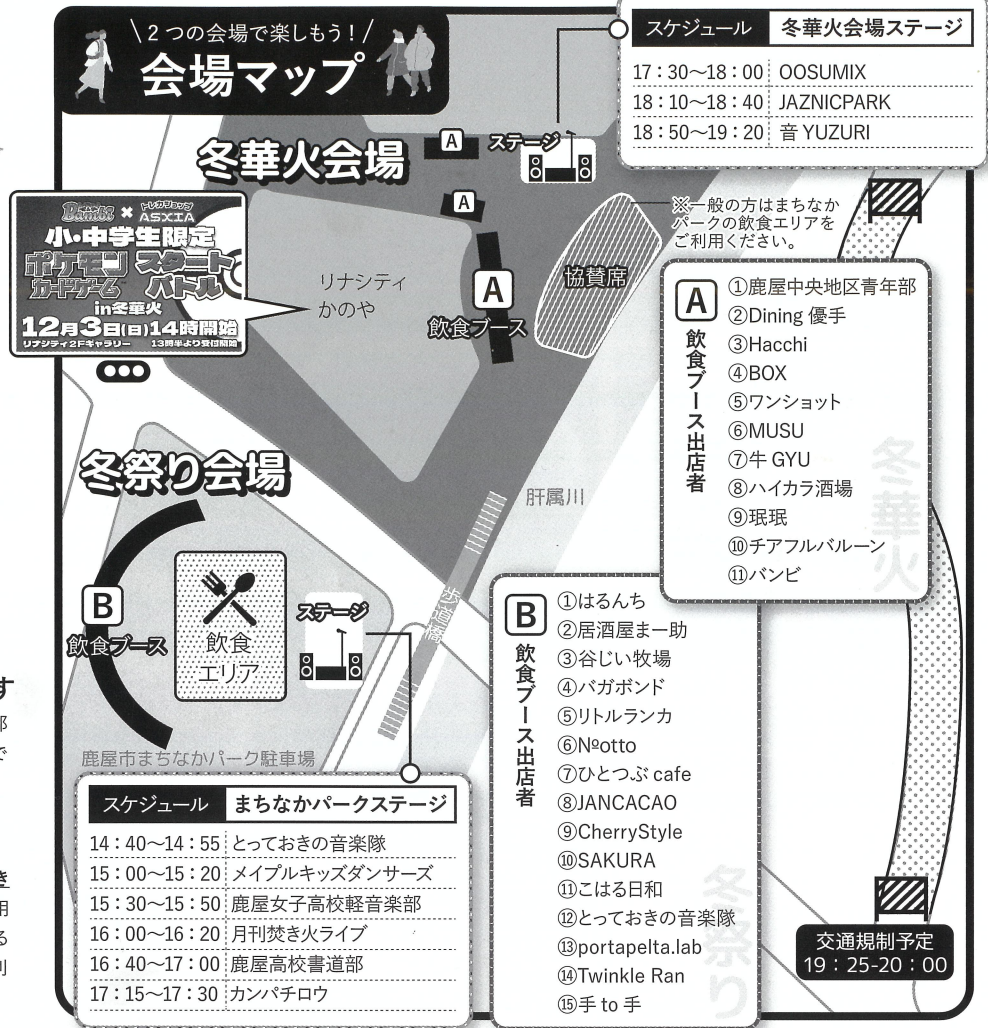 \ 2つの会場で楽しもう! /
会場マップ
スケジュール 冬華火会場ステージ
17：30～18：00 OOSUMIX
18：10～18：40 JAZNICPARK
18：50～19：20 音 YUZURI
冬華火会場
A
ステージ
A
※一般の方はまちなか
パークの飲食エリアを
ご利用ください。
Bambi × トレカショップ ASXIA
小・中学生限定
ポケモンカードゲーム スタートバトル
in冬華火
12月3日(日)14時開始
リナシティ2Fギャラリー 13時半より受付開始
リナシティ
かのや
A
飲食ブース
協賛席
A 飲食ブース出店者
①鹿屋中央地区青年部
②Dining 優手
③Hacchi
④BOX
⑤ワンショット
⑥MUSU
⑦牛 GYU
⑧ハイカラ酒場
⑨珉珉
⑩チアフルバルーン
⑪バンビ
冬華火
冬祭り会場
肝属川
歩道橋
B
飲食ブース
飲食
エリア
ステージ
鹿屋市まちなかパーク駐車場
B 飲食ブース出店者
①はるんち
②居酒屋まー助
③谷じい牧場
④バガボンド
⑤リトルランカ
⑥№otto
⑦ひとつぶ cafe
⑧JANCACAO
⑨CherryStyle
⑩SAKURA
⑪こはる日和
⑫とっておきの音楽隊
⑬portapelta.lab
⑭Twinkle Ran
⑮手 to 手
冬祭り
スケジュール まちなかパークステージ
14：40～14：55 とっておきの音楽隊
15：00～15：20 メイプルキッズダンサーズ
15：30～15：50 鹿屋女子高校軽音楽部
16：00～16：20 月刊焚き火ライブ
16：40～17：00 鹿屋高校書道部
17：15～17：30 カンパチロウ
交通規制予定
19：25-20：00
す
で
き
用
る